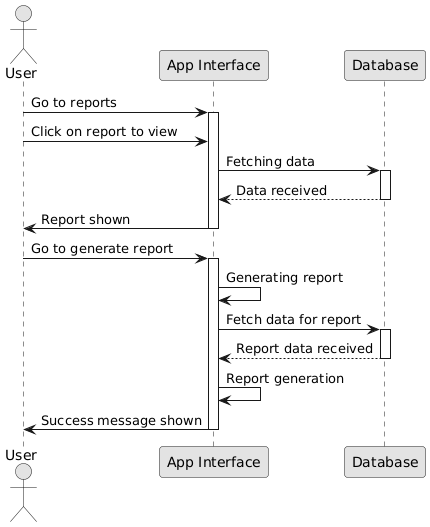 User
App Interface
Database
Go to reports
Click on report to view
Fetching data
Data received
Report shown
Go to generate report
Generating report
Fetch data for report
Report data received
Report generation
Success message shown
User
App Interface
Database